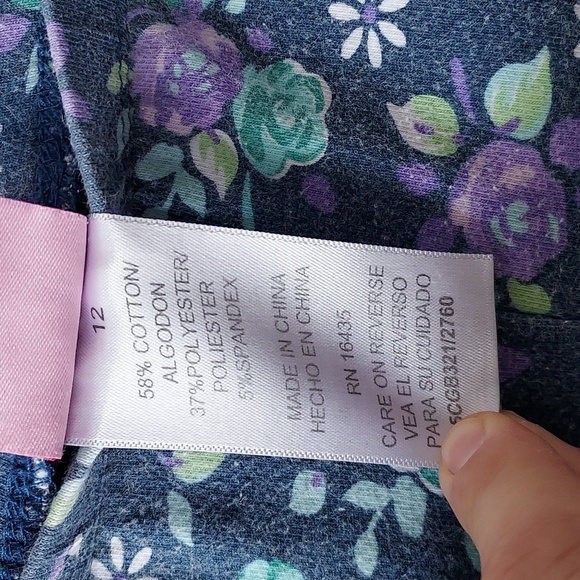 12
58% COTTON/
ALGODON
37%POLYESTER/
POLIESTER
5%SPANDEX
MADE IN CHINA
HECHO EN CHINA
RN 16435
CARE ON REVERSE
VEA EL REVERSO
PARA SU CUIDADO
5CGB321/2760